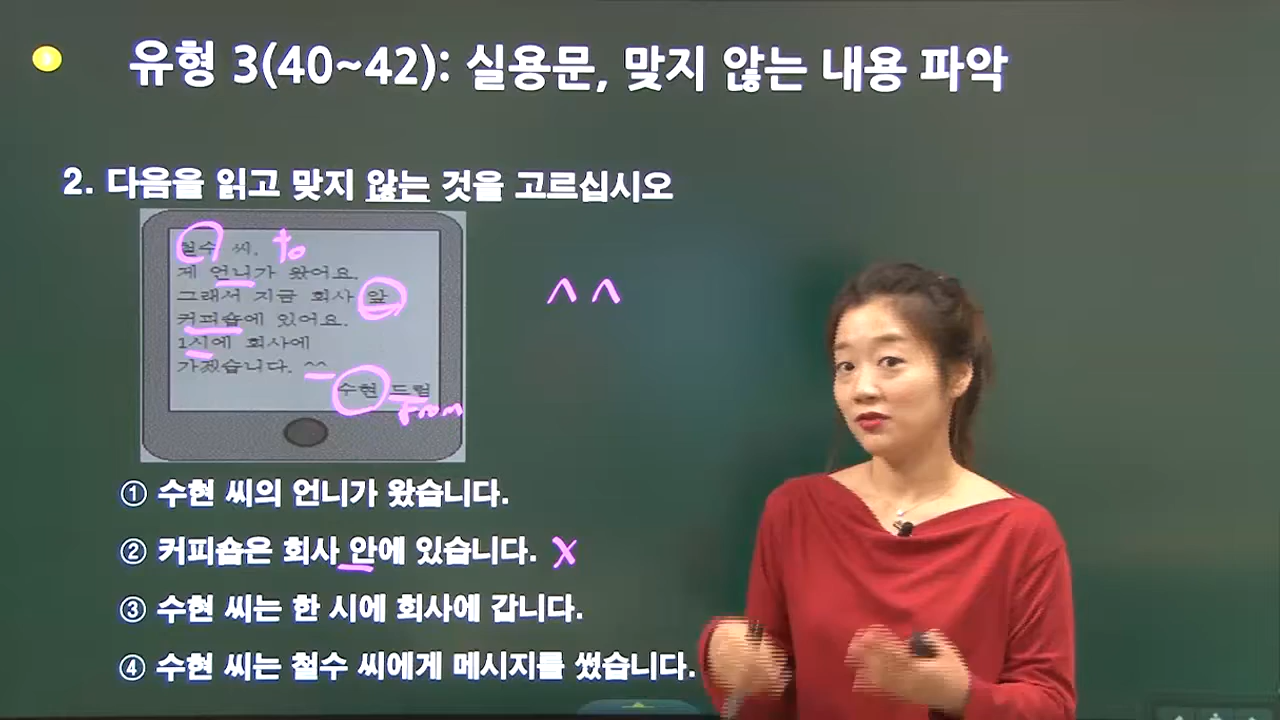 유형 3(40~42): 실용문, 맞지 않는 내용 파악
2. 다음을 읽고 맞지 않은 것을 고르십시오
철수 씨, to
제 언니가 왔어요.
그래서 지금 회사 앞
커피숍에 있어요.
1시에 회사에
가겠습니다. ^^
수현 드림
from
^^
① 수현 씨의 언니가 왔습니다.
② 커피숍은 회사 안에 있습니다. X
③ 수현 씨는 한 시에 회사에 갑니다.
④ 수현 씨는 철수 씨에게 메시지를 썼습니다.